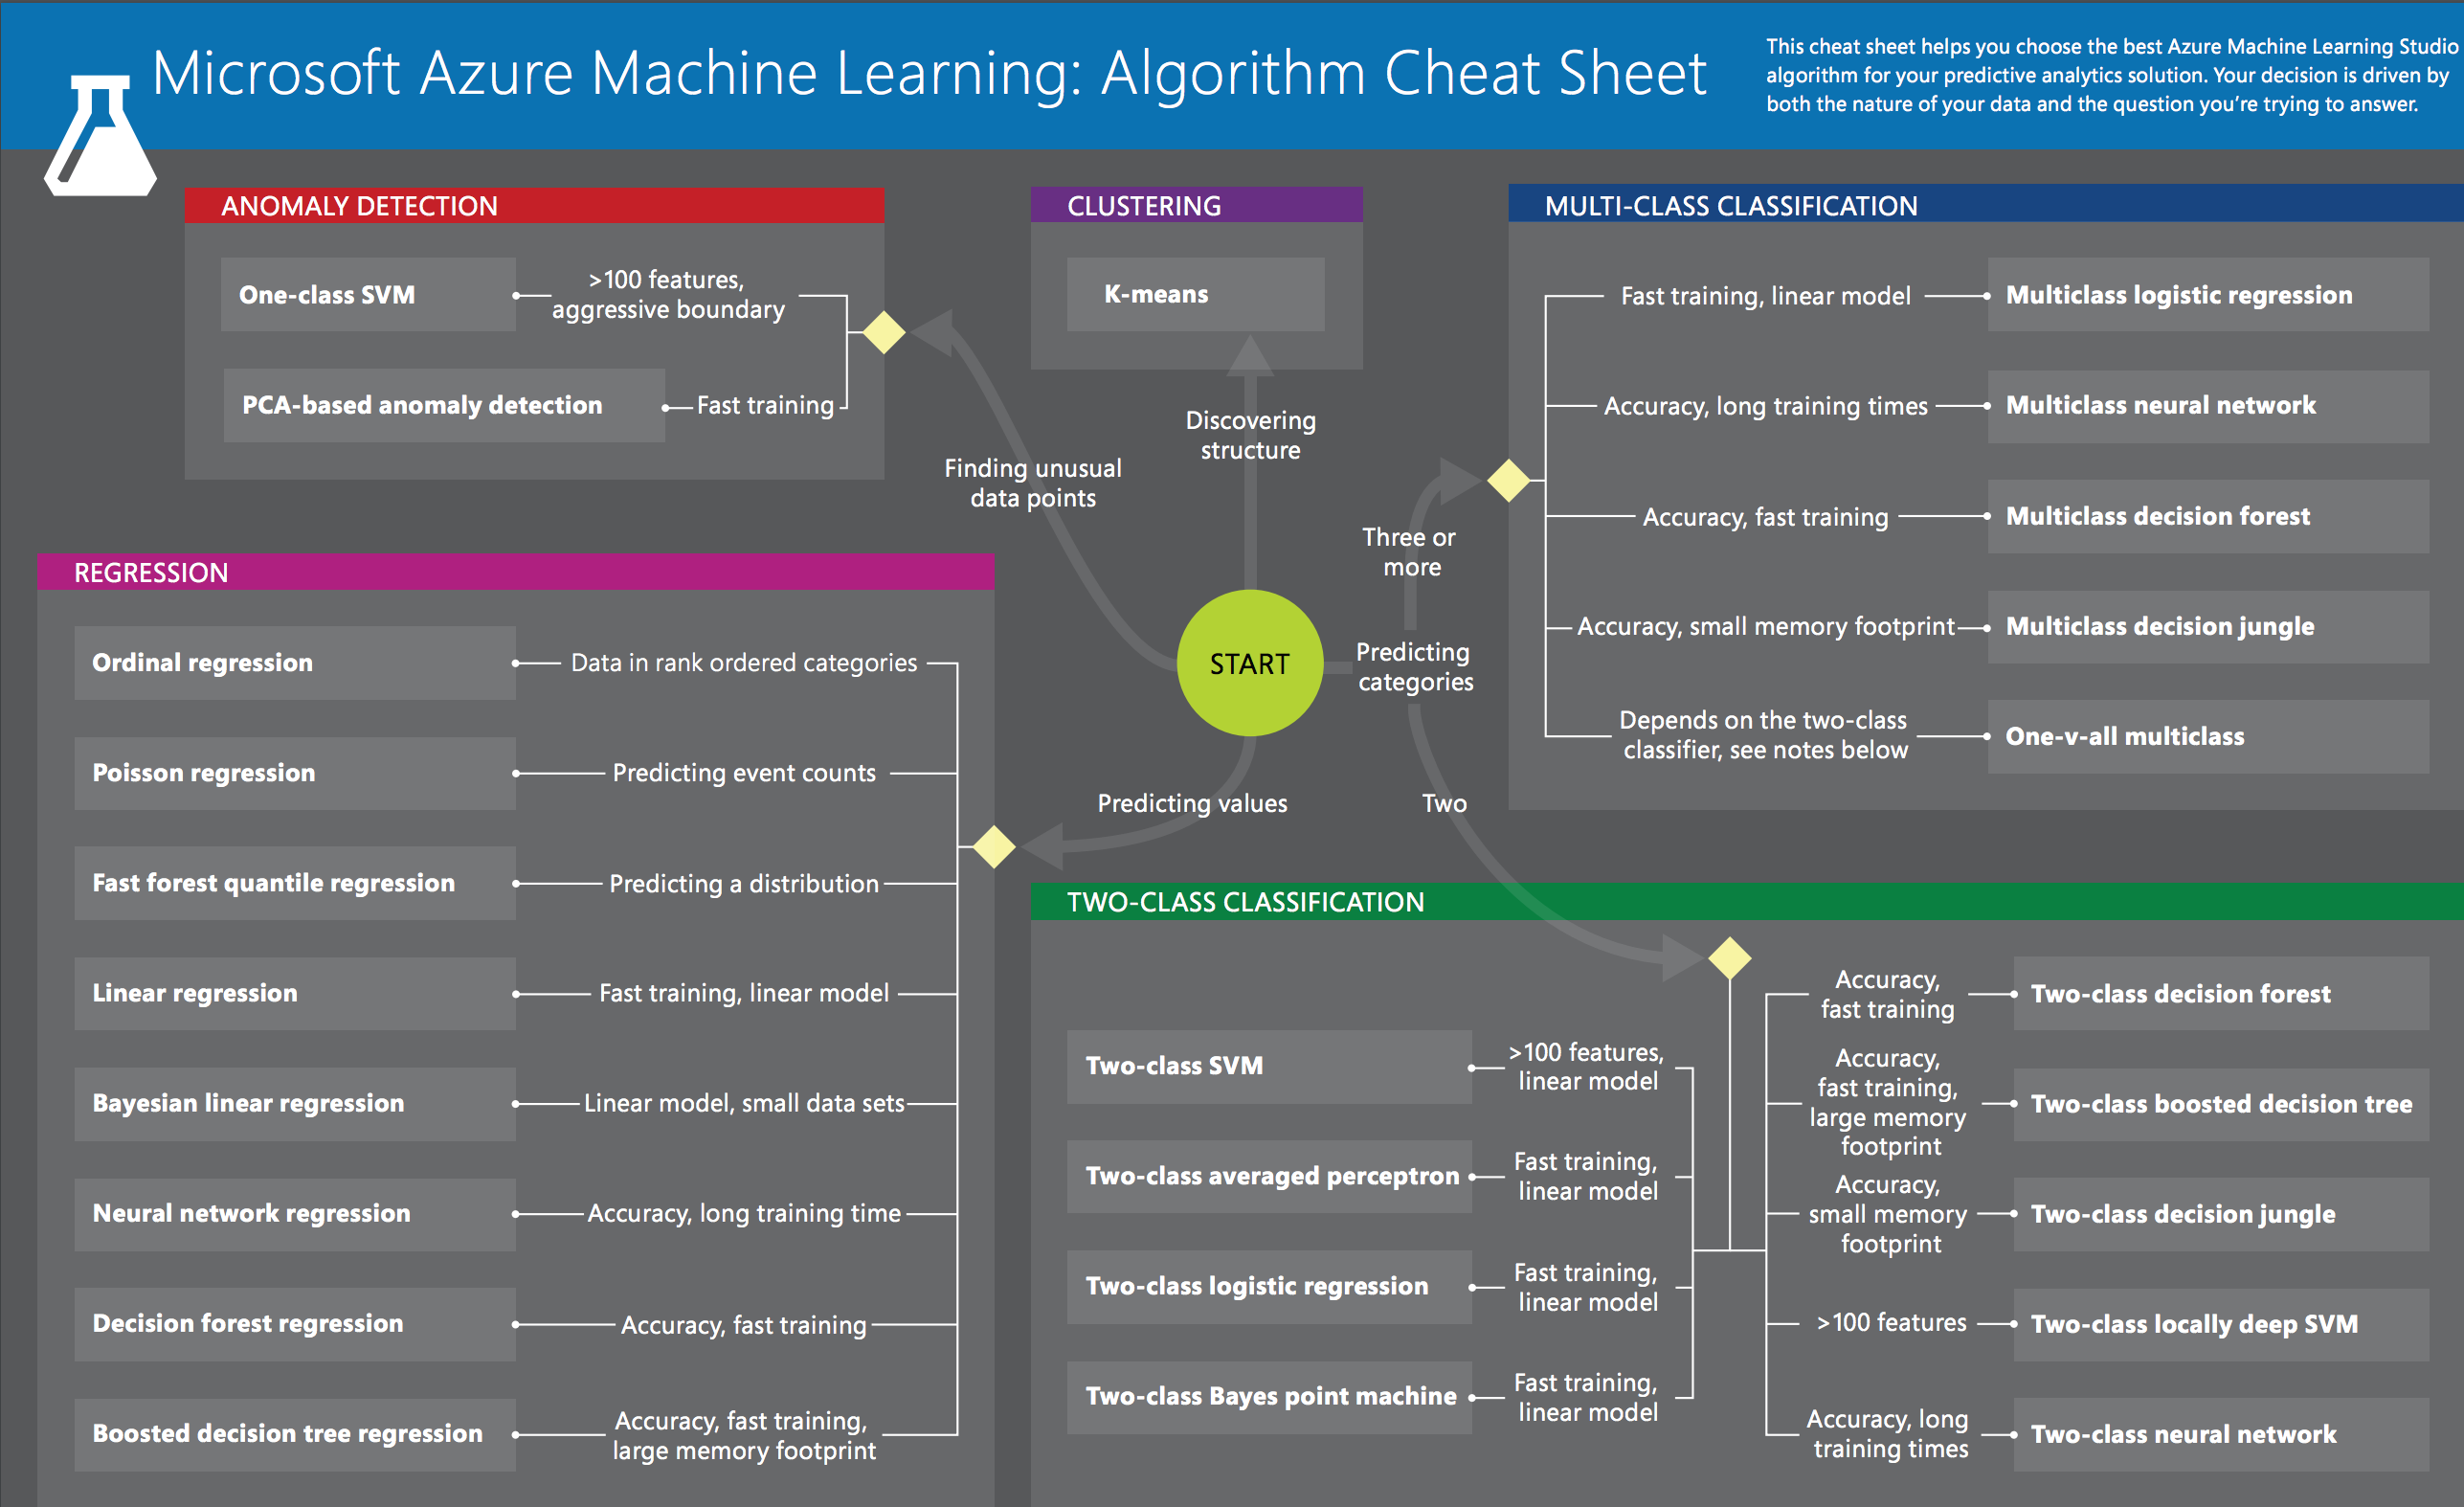 Microsoft Azure Machine Learning: Algorithm Cheat Sheet
This cheat sheet helps you choose the best Azure Machine Learning Studio
algorithm for your predictive analytics solution. Your decision is driven by
both the nature of your data and the question you're trying to answer.
ANOMALY DETECTION
One-class SVM
>100 features,
aggressive boundary
PCA-based anomaly detection
Fast training
CLUSTERING
K-means
Discovering
structure
Finding unusual
data points
START
Predicting
categories
Three or
more
Two
Predicting values
MULTI-CLASS CLASSIFICATION
Fast training, linear model
Multiclass logistic regression
Accuracy, long training times
Multiclass neural network
Accuracy, fast training
Multiclass decision forest
Accuracy, small memory footprint
Multiclass decision jungle
Depends on the two-class
classifier, see notes below
One-v-all multiclass
REGRESSION
Ordinal regression
Data in rank ordered categories
Poisson regression
Predicting event counts
Fast forest quantile regression
Predicting a distribution
Linear regression
Fast training, linear model
Bayesian linear regression
Linear model, small data sets
Neural network regression
Accuracy, long training time
Decision forest regression
Accuracy, fast training
Boosted decision tree regression
Accuracy, fast training,
large memory footprint
TWO-CLASS CLASSIFICATION
Two-class SVM
>100 features,
linear model
Two-class averaged perceptron
Fast training,
linear model
Two-class logistic regression
Fast training,
linear model
Two-class Bayes point machine
Fast training,
linear model
Accuracy,
fast training
Two-class decision forest
Accuracy,
fast training,
large memory
footprint
Two-class boosted decision tree
Accuracy,
small memory
footprint
Two-class decision jungle
>100 features
Two-class locally deep SVM
Accuracy, long
training times
Two-class neural network